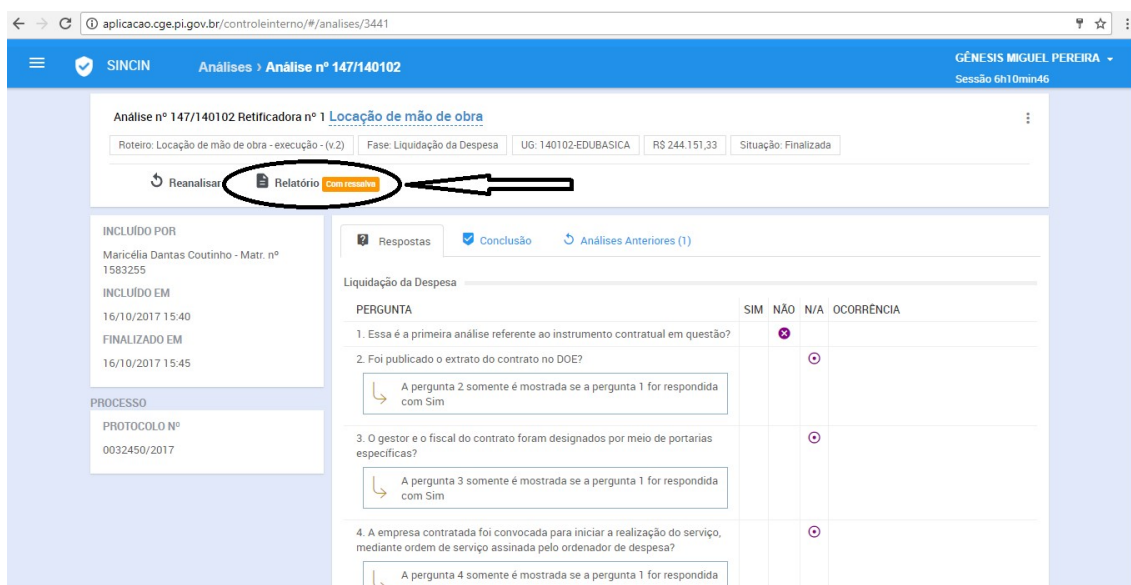 aplicacao.cge.pi.gov.br/controleinterno/#/analises/3441
SINCIN
Análises › Análise nº 147/140102
GÊNESIS MIGUEL PEREIRA
Sessão 6h10min46
Análise nº 147/140102 Retificadora nº 1 Locação de mão de obra
Roteiro: Locação de mão de obra - execução - (v.2)
Fase: Liquidação da Despesa
UG: 140102-EDUBASICA
R$ 244.151,33
Situação: Finalizada
Reanalisar
Relatório Com ressalva
INCLUÍDO POR
Maricélia Dantas Coutinho - Matr. nº
1583255
INCLUÍDO EM
16/10/2017 15:40
FINALIZADO EM
16/10/2017 15:45
PROCESSO
PROTOCOLO Nº
0032450/2017
Respostas
Conclusão
Análises Anteriores (1)
Liquidação da Despesa
PERGUNTA SIM NÃO N/A OCORRÊNCIA
1. Essa é a primeira análise referente ao instrumento contratual em questão?
2. Foi publicado o extrato do contrato no DOE?
A pergunta 2 somente é mostrada se a pergunta 1 for respondida
com Sim
3. O gestor e o fiscal do contrato foram designados por meio de portarias
específicas?
A pergunta 3 somente é mostrada se a pergunta 1 for respondida
com Sim
4. A empresa contratada foi convocada para iniciar a realização do serviço,
mediante ordem de serviço assinada pelo ordenador de despesa?
A pergunta 4 somente é mostrada se a pergunta 1 for respondida